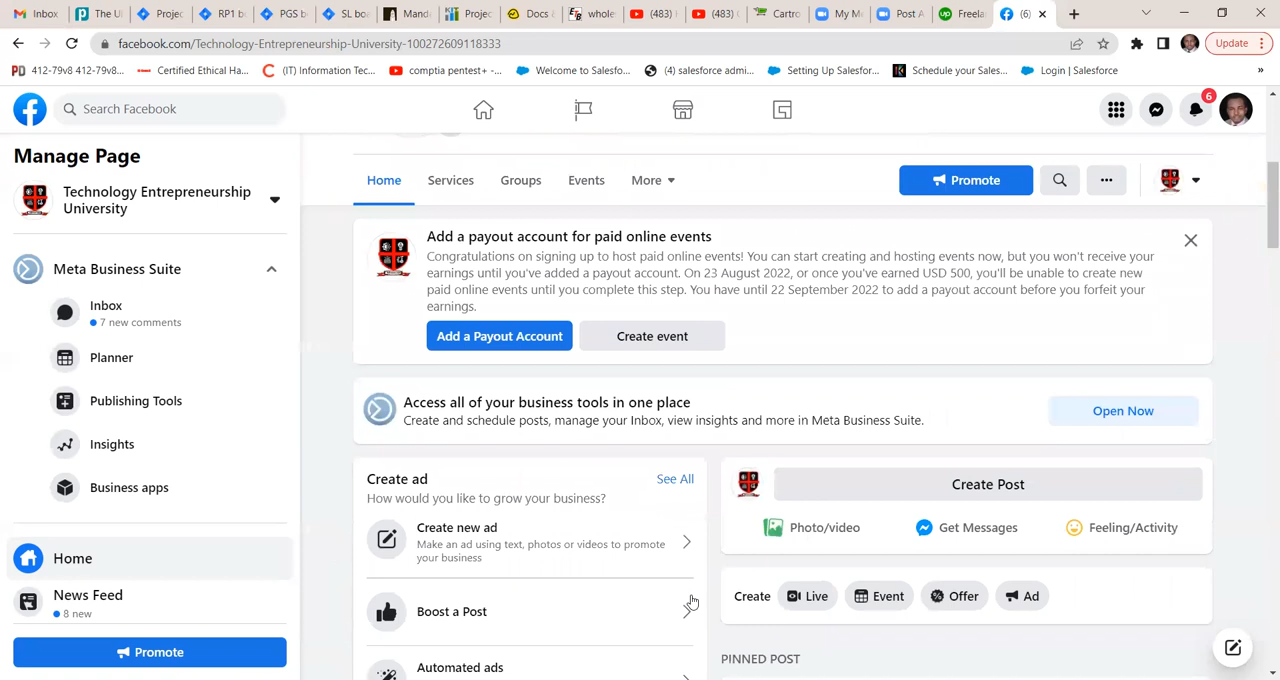 Inbox
The Ul
Projec
RP1 b
PGS b
SL bo
Mand
Projec
Docs &
whole
(483)
(483)
Cartro
My M
Post A
Freela
(6)
facebook.com/Technology-Entrepreneurship-University-100272609118333
Update
412-79v8 412-79v8...
Certified Ethical Ha...
(IT) Information Tec...
comptia pentest+ -...
Welcome to Salesfo...
(4) salesforce admi...
Setting Up Salesfor...
Schedule your Sales...
Login | Salesforce
»
Search Facebook
6
Manage Page
Technology Entrepreneurship
University
Meta Business Suite
Inbox
7 new comments
Planner
Publishing Tools
Insights
Business apps
Home
News Feed
8 new
Promote
Home
Services
Groups
Events
More
Promote
Add a payout account for paid online events
Congratulations on signing up to host paid online events! You can start creating and hosting events now, but you won't receive your
earnings until you've added a payout account. On 23 August 2022, or once you've earned USD 500, you'll be unable to create new
paid online events until you complete this step. You have until 22 September 2022 to add a payout account before you forfeit your
earnings.
Add a Payout Account
Create event
Access all of your business tools in one place
Create and schedule posts, manage your Inbox, view insights and more in Meta Business Suite.
Open Now
Create ad
See All
How would you like to grow your business?
Create new ad
Make an ad using text, photos or videos to promote
your business
Boost a Post
Automated ads
Create Post
Photo/video
Get Messages
Feeling/Activity
Create
Live
Event
Offer
Ad
PINNED POST